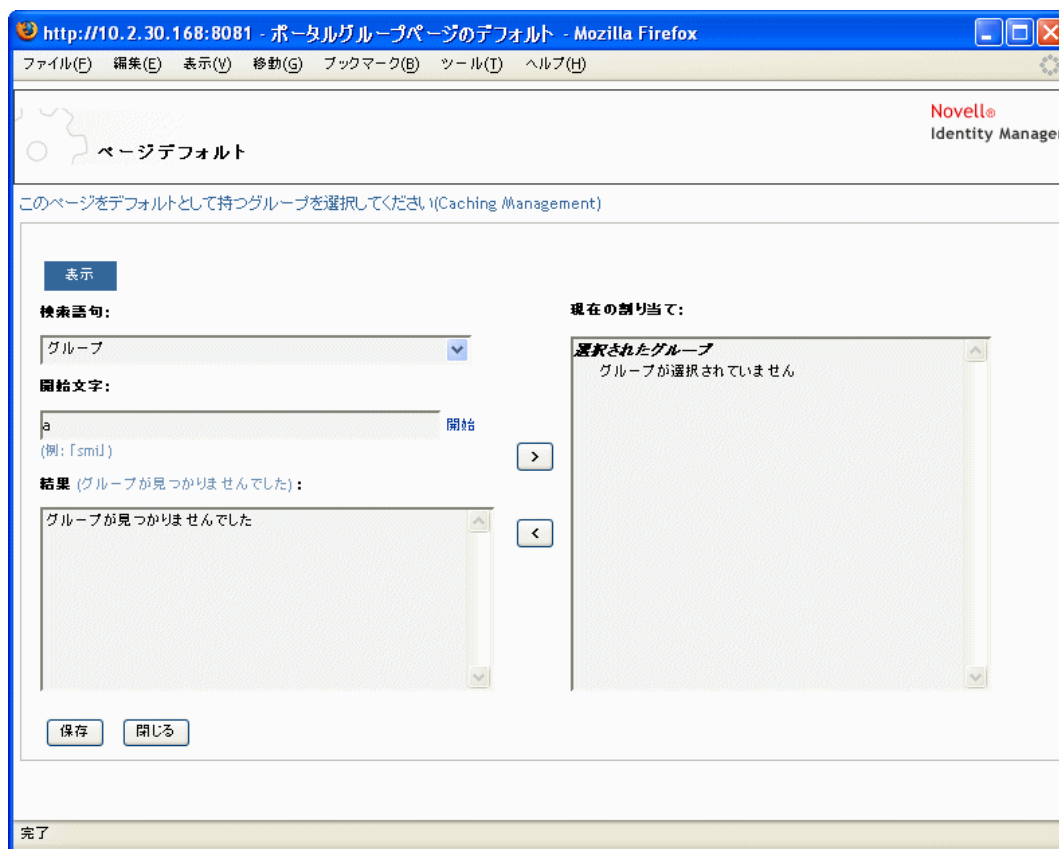 http://10.2.30.168:8081 - ポータルグループページのデフォルト - Mozilla Firefox
ファイル(F) 編集(E) 表示(V) 移動(G) ブックマーク(B) ツール(T) ヘルプ(H)
Novell®
Identity Manage
ページデフォルト
このページをデフォルトとして持つグループを選択してください(Caching Management)
表示
検索語句:
グループ
開始文字:
a 開始
(例:「smi」)
結果 (グループが見つかりませんでした) :
グループが見つかりませんでした
>
<
現在の割り当て:
選択されたグループ
グループが選択されていません
保存 閉じる
完了